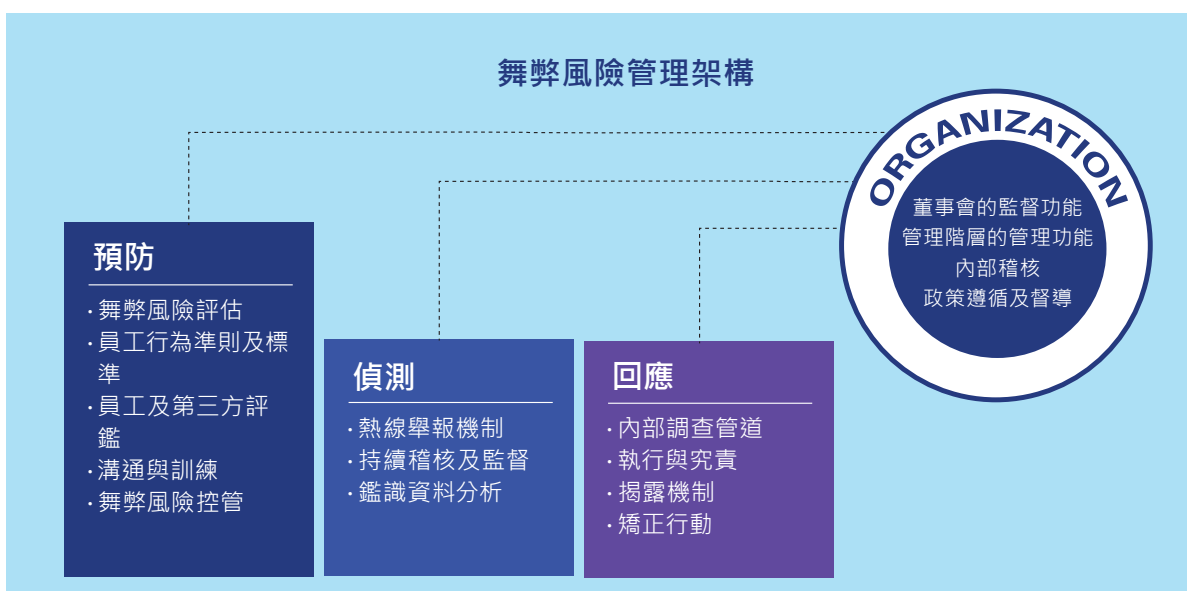 舞弊風險管理架構
ORGANIZATION
董事會的監督功能
管理階層的管理功能
內部稽核
政策遵循及督導
預防
·舞弊風險評估
·員工行為準則及標
準
·員工及第三方評
鑑
·溝通與訓練
·舞弊風險控管
偵測
·熱線舉報機制
·持續稽核及監督
·鑑識資料分析
回應
·內部調查管道
·執行與究責
·揭露機制
·矯正行動